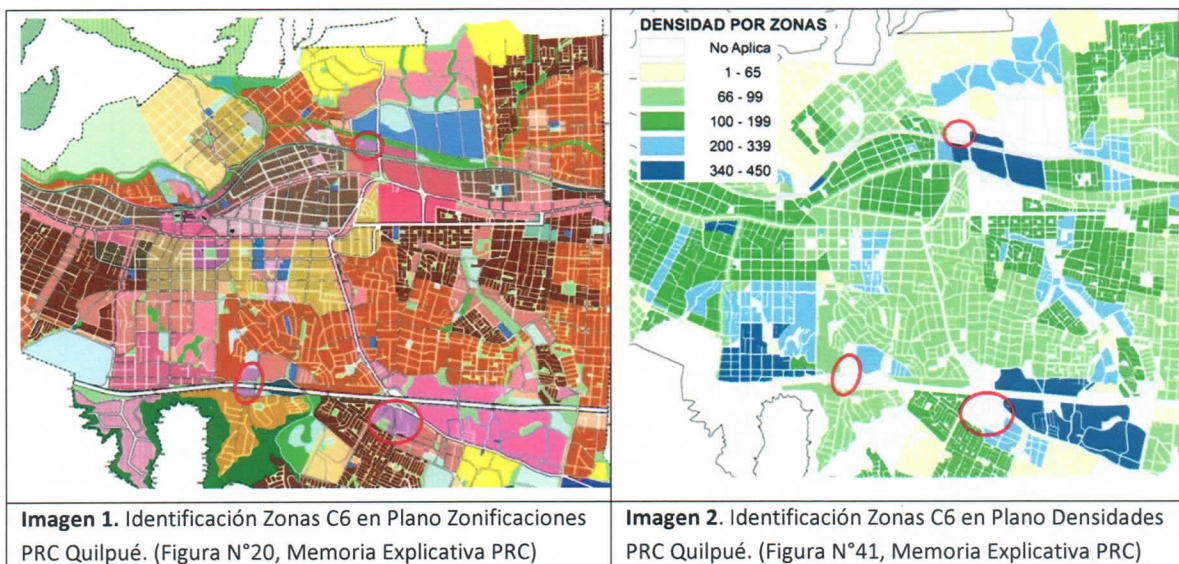 DENSIDAD POR ZONAS
No Aplica
1 - 65
66 - 99
100 - 199
200 - 339
340 - 450
Imagen 1. Identificación Zonas C6 en Plano Zonificaciones
PRC Quilpué. (Figura N°20, Memoria Explicativa PRC)
Imagen 2. Identificación Zonas C6 en Plano Densidades
PRC Quilpué. (Figura N°41, Memoria Explicativa PRC)